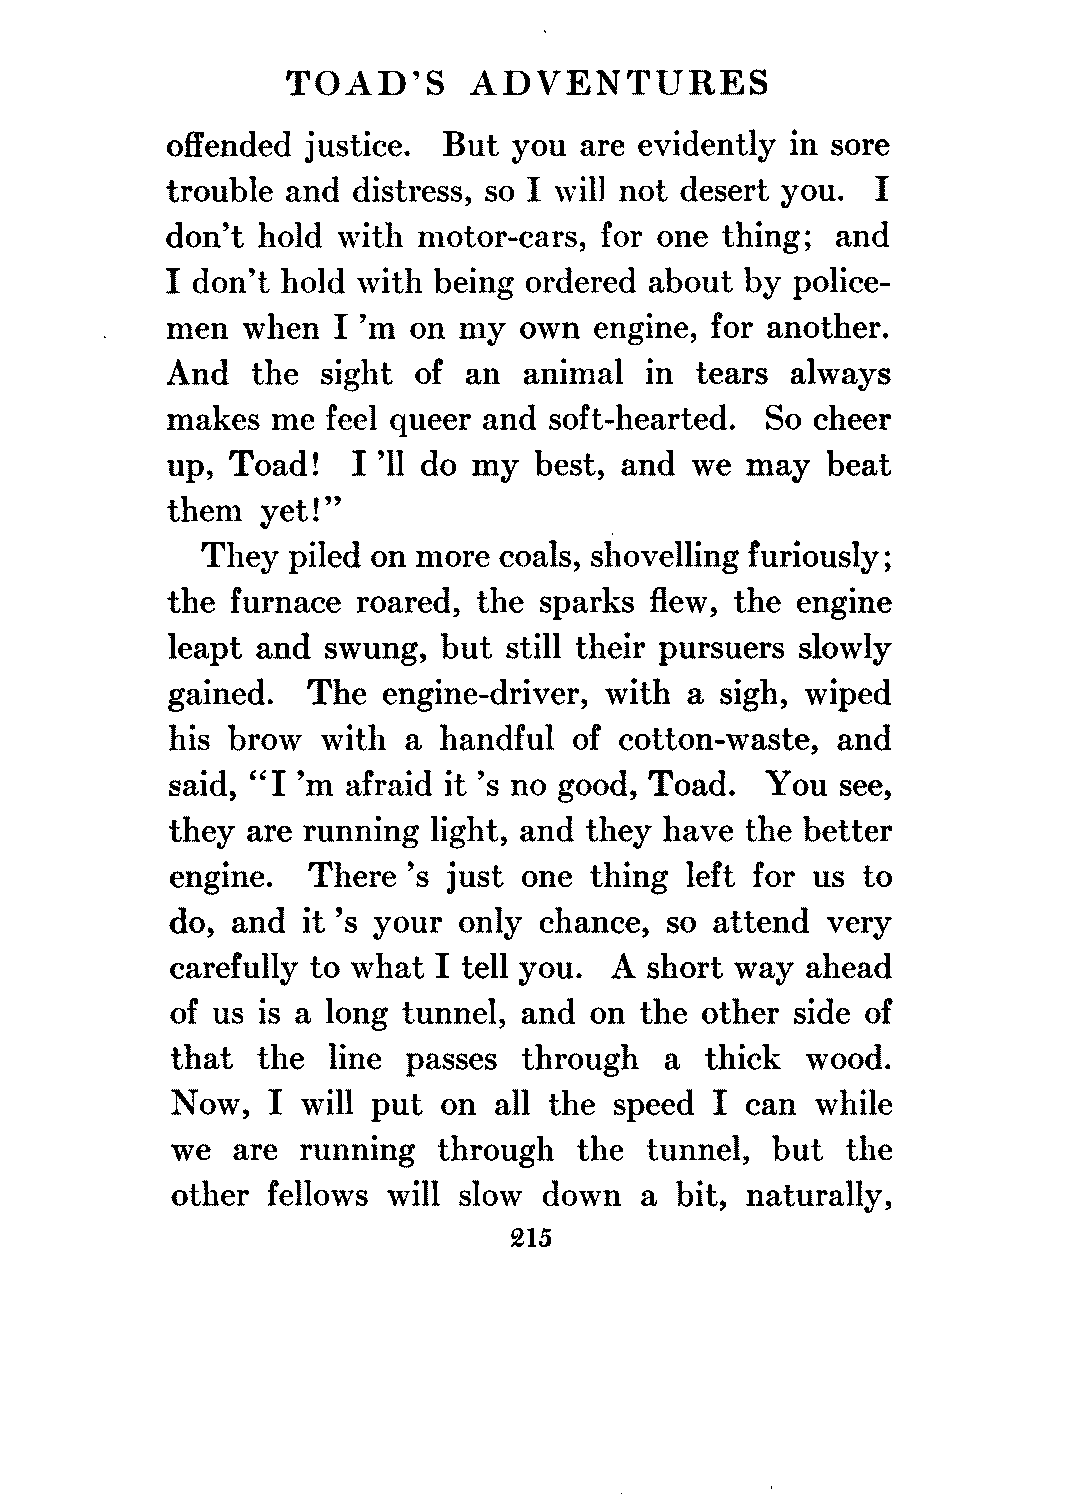 TOAD'S ADVENTURES
offended justice. But you are evidently in sore
trouble and distress, so I will not desert you. I
don't hold with motor-cars, for one thing; and
I don't hold with being ordered about by police-
men when I 'm on my own engine, for another.
And the sight of an animal in tears always
makes me feel queer and soft-hearted. So cheer
up, Toad! I 'll do my best, and we may beat
them yet!”
They piled on more coals, shovelling furiously;
the furnace roared, the sparks flew, the engine
leapt and swung, but still their pursuers slowly
gained. The engine-driver, with a sigh, wiped
his brow with a handful of cotton-waste, and
said, “I 'm afraid it 's no good, Toad. You see,
they are running light, and they have the better
engine. There 's just one thing left for us to
do, and it 's your only chance, so attend very
carefully to what I tell you. A short way ahead
of us is a long tunnel, and on the other side of
that the line passes through a thick wood.
Now, I will put on all the speed I can while
we are running through the tunnel, but the
other fellows will slow down a bit, naturally,
215